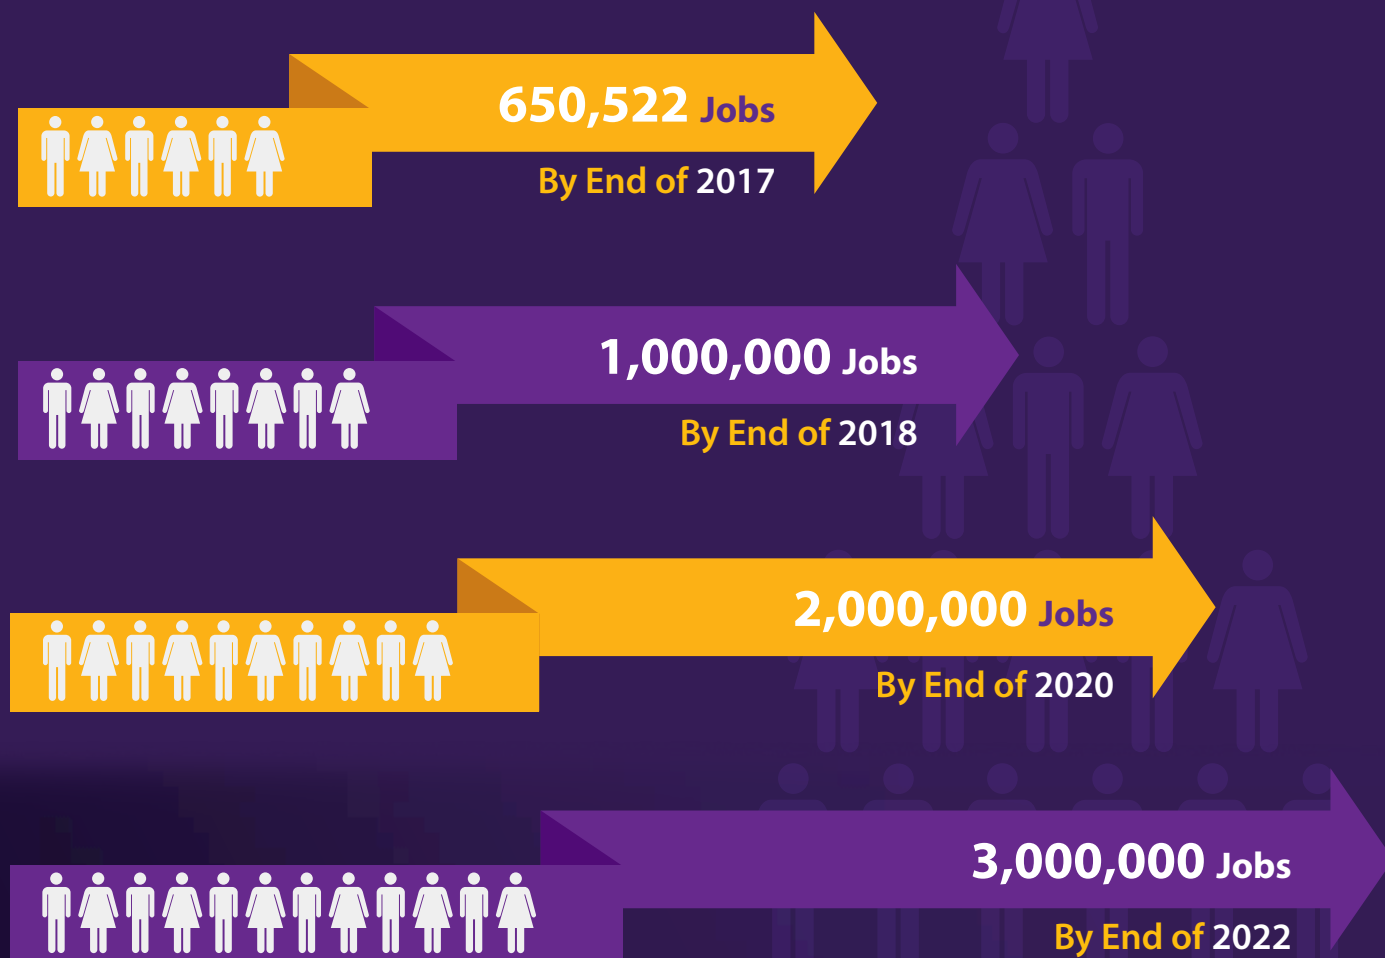 650,522 Jobs
By End of 2017
1,000,000 Jobs
By End of 2018
2,000,000 Jobs
By End of 2020
3,000,000 Jobs
By End of 2022